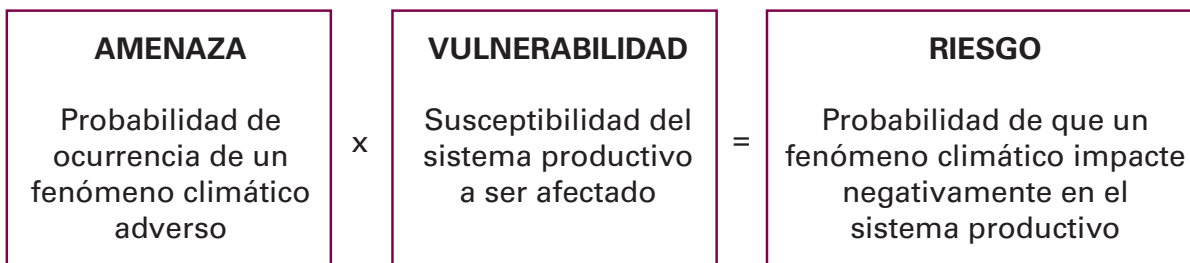 AMENAZA
Probabilidad de
ocurrencia de un
fenómeno climático
adverso
x
VULNERABILIDAD
Susceptibilidad del
sistema productivo
a ser afectado
=
RIESGO
Probabilidad de que un
fenómeno climático impacte
negativamente en el
sistema productivo